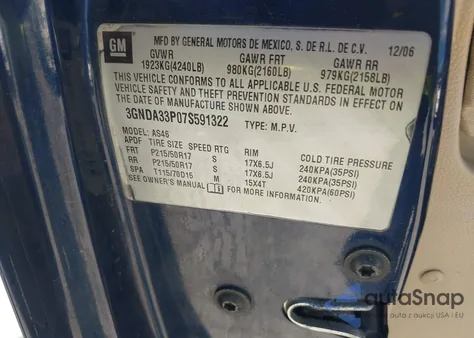 GM
MFD BY GENERAL MOTORS DE MEXICO, S. DE R.L. DE C.V. 12/06
GVWR GAWR FRT GAWR RR
1923KG(4240LB) 980KG(2160LB) 979KG(2158LB)
THIS VEHICLE CONFORMS TO ALL APPLICABLE U.S. FEDERAL MOTOR
VEHICLE SAFETY AND THEFT PREVENTION STANDARDS IN EFFECT ON
THE DATE OF MANUFACTURE SHOWN ABOVE.
3GNDA33P07S591322 TYPE: M.P.V.
MODEL: AS46
APDF TIRE SIZE SPEED RTG RIM COLD TIRE PRESSURE
FRT P215/50R17 S 17X6.5J 240KPA(35PSI)
RR P215/50R17 S 17X6.5J 240KPA(35PSI)
SPA T115/70D15 M 15X4T 420KPA(60PSI)
SEE OWNER'S MANUAL FOR MORE INFORMATION.
autoSnap
auta z aukcji USA i EU